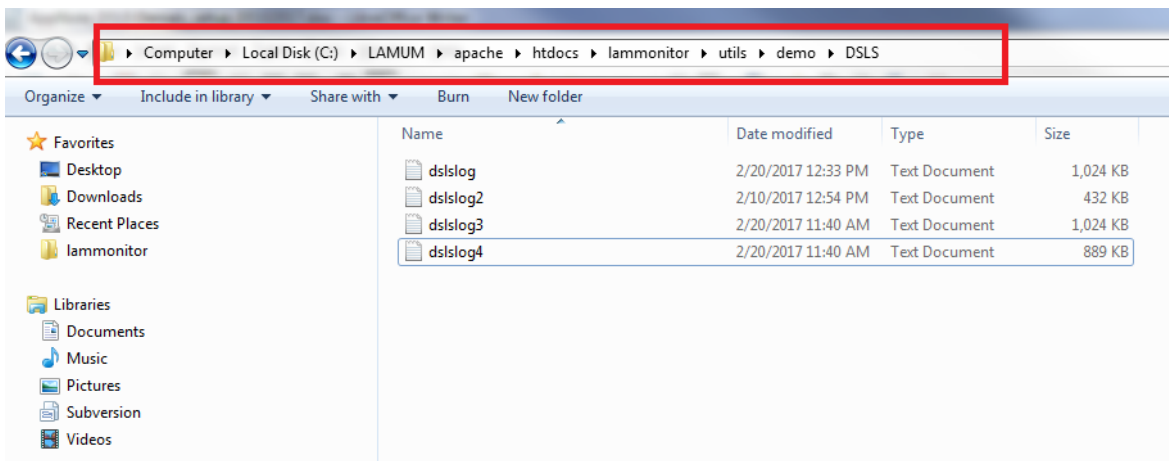 Computer ▸ Local Disk (C:) ▸ LAMUM ▸ apache ▸ htdocs ▸ lammonitor ▸ utils ▸ demo ▸ DSLS
Organize ▾ Include in library ▾ Share with ▾ Burn New folder
Favorites
Desktop
Downloads
Recent Places
lammonitor
Libraries
Documents
Music
Pictures
Subversion
Videos
Name Date modified Type Size
dslslog 2/20/2017 12:33 PM Text Document 1,024 KB
dslslog2 2/10/2017 12:54 PM Text Document 432 KB
dslslog3 2/20/2017 11:40 AM Text Document 1,024 KB
dslslog4 2/20/2017 11:40 AM Text Document 889 KB